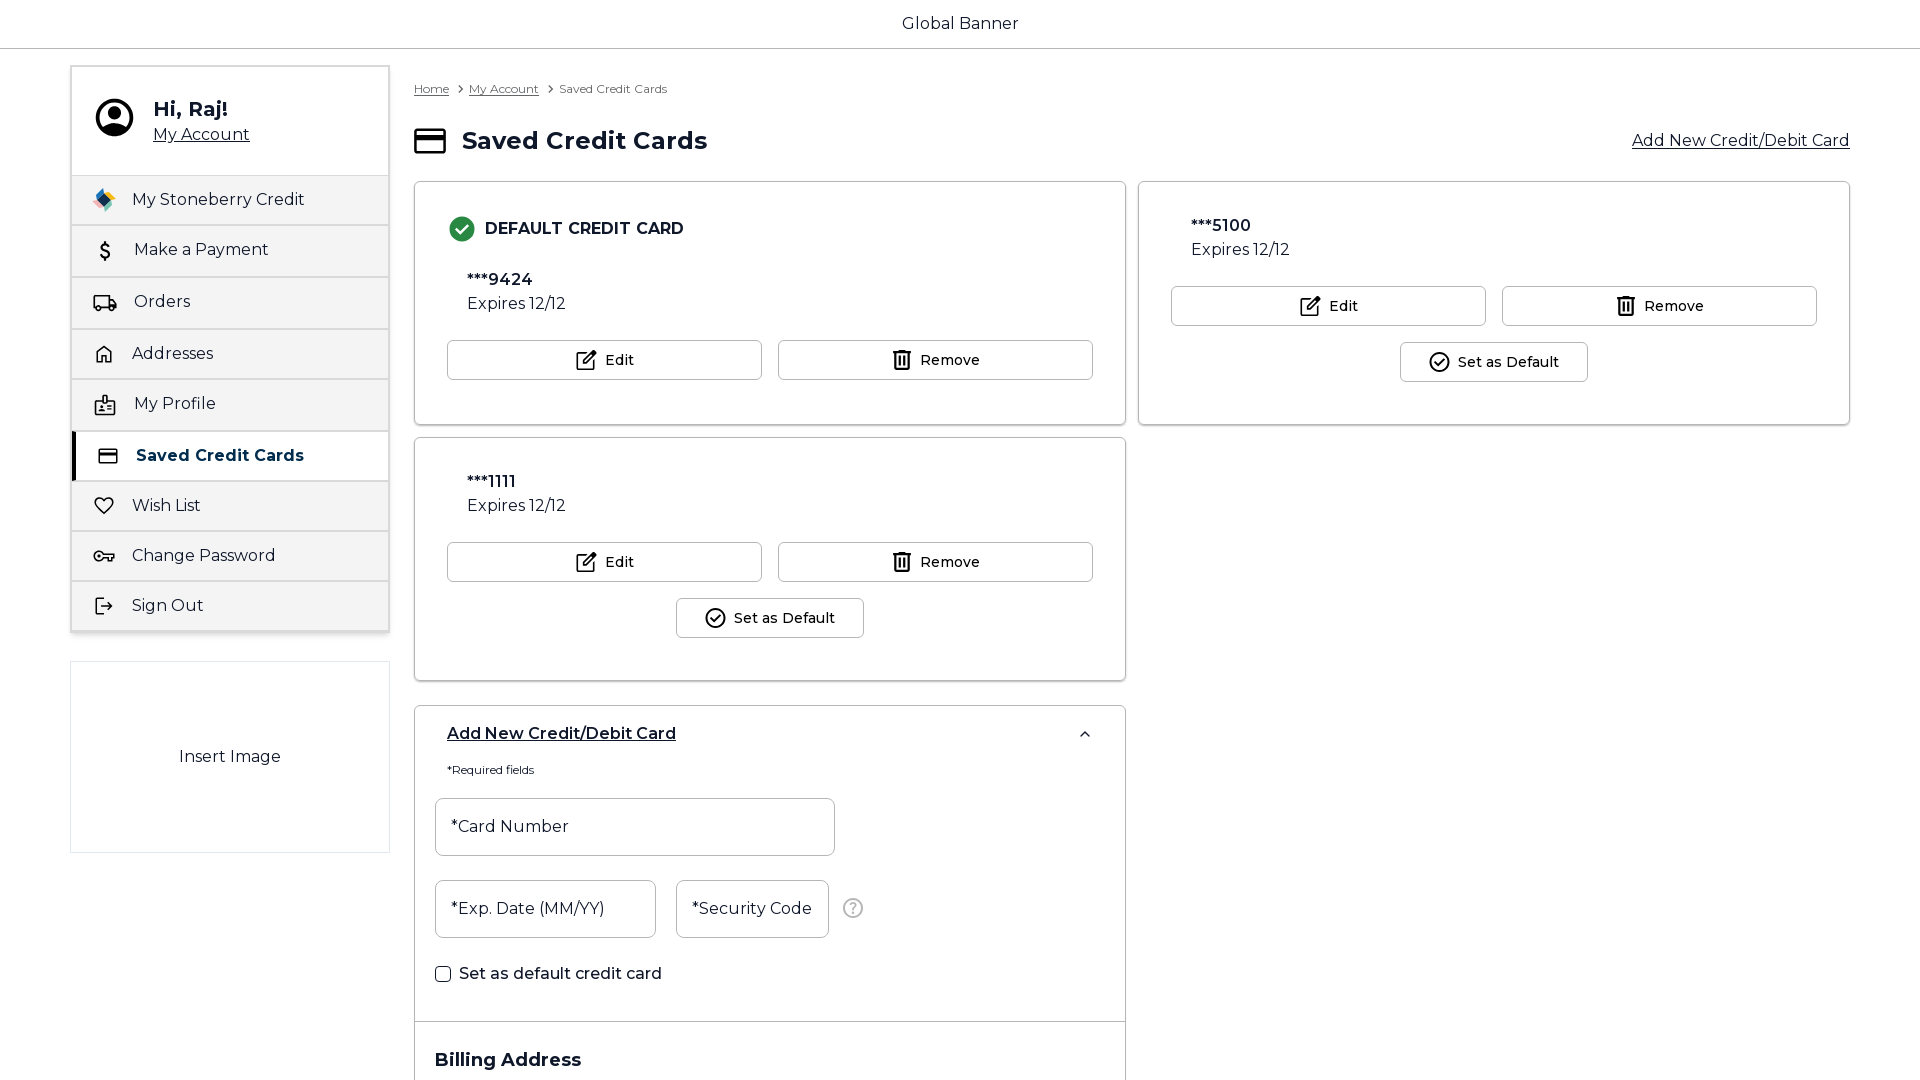 Global Banner
Hi, Raj!
My Account
My Stoneberry Credit
Make a Payment
Orders
Addresses
My Profile
Saved Credit Cards
Wish List
Change Password
Sign Out
Insert Image
Home > My Account > Saved Credit Cards
Saved Credit Cards
Add New Credit/Debit Card
DEFAULT CREDIT CARD
***9424
Expires 12/12
Edit
Remove
***5100
Expires 12/12
Edit
Remove
Set as Default
***1111
Expires 12/12
Edit
Remove
Set as Default
Add New Credit/Debit Card
*Required fields
*Card Number
*Exp. Date (MM/YY)
*Security Code
Set as default credit card
Billing Address